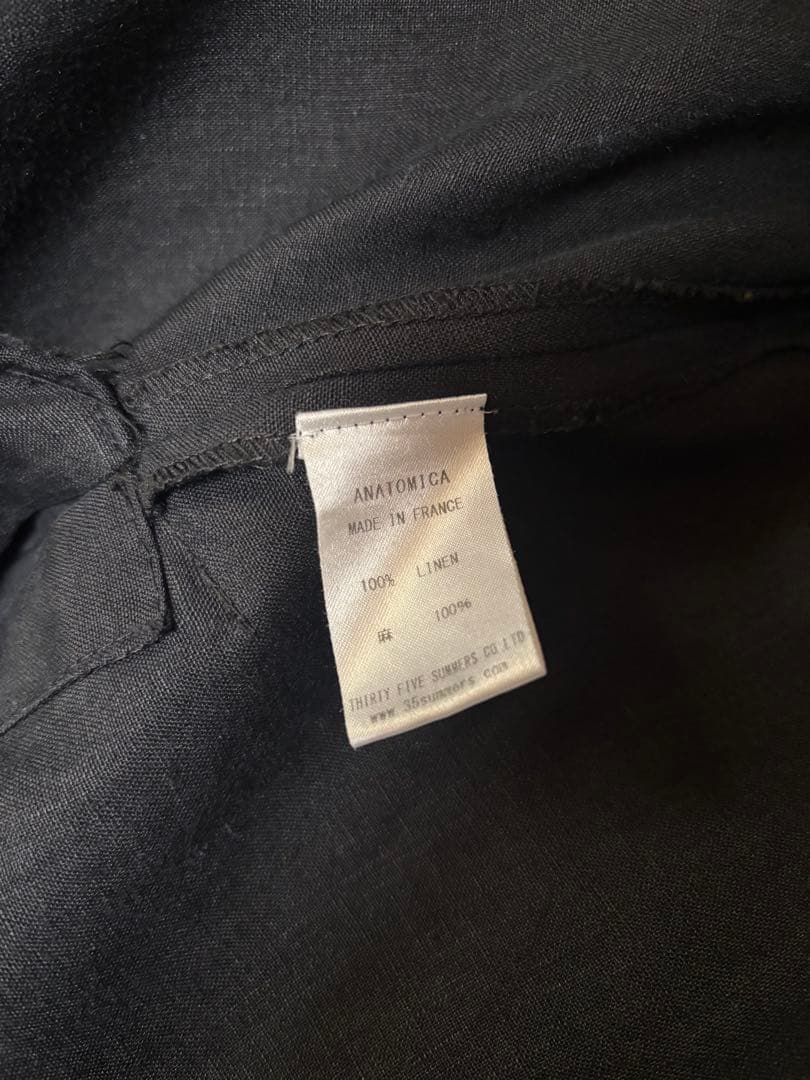 ANATOMICA
MADE IN FRANCE
100% LINEN
麻 100%
THIRTY FIVE SUMMERS CO.LTD
www.35summers.com